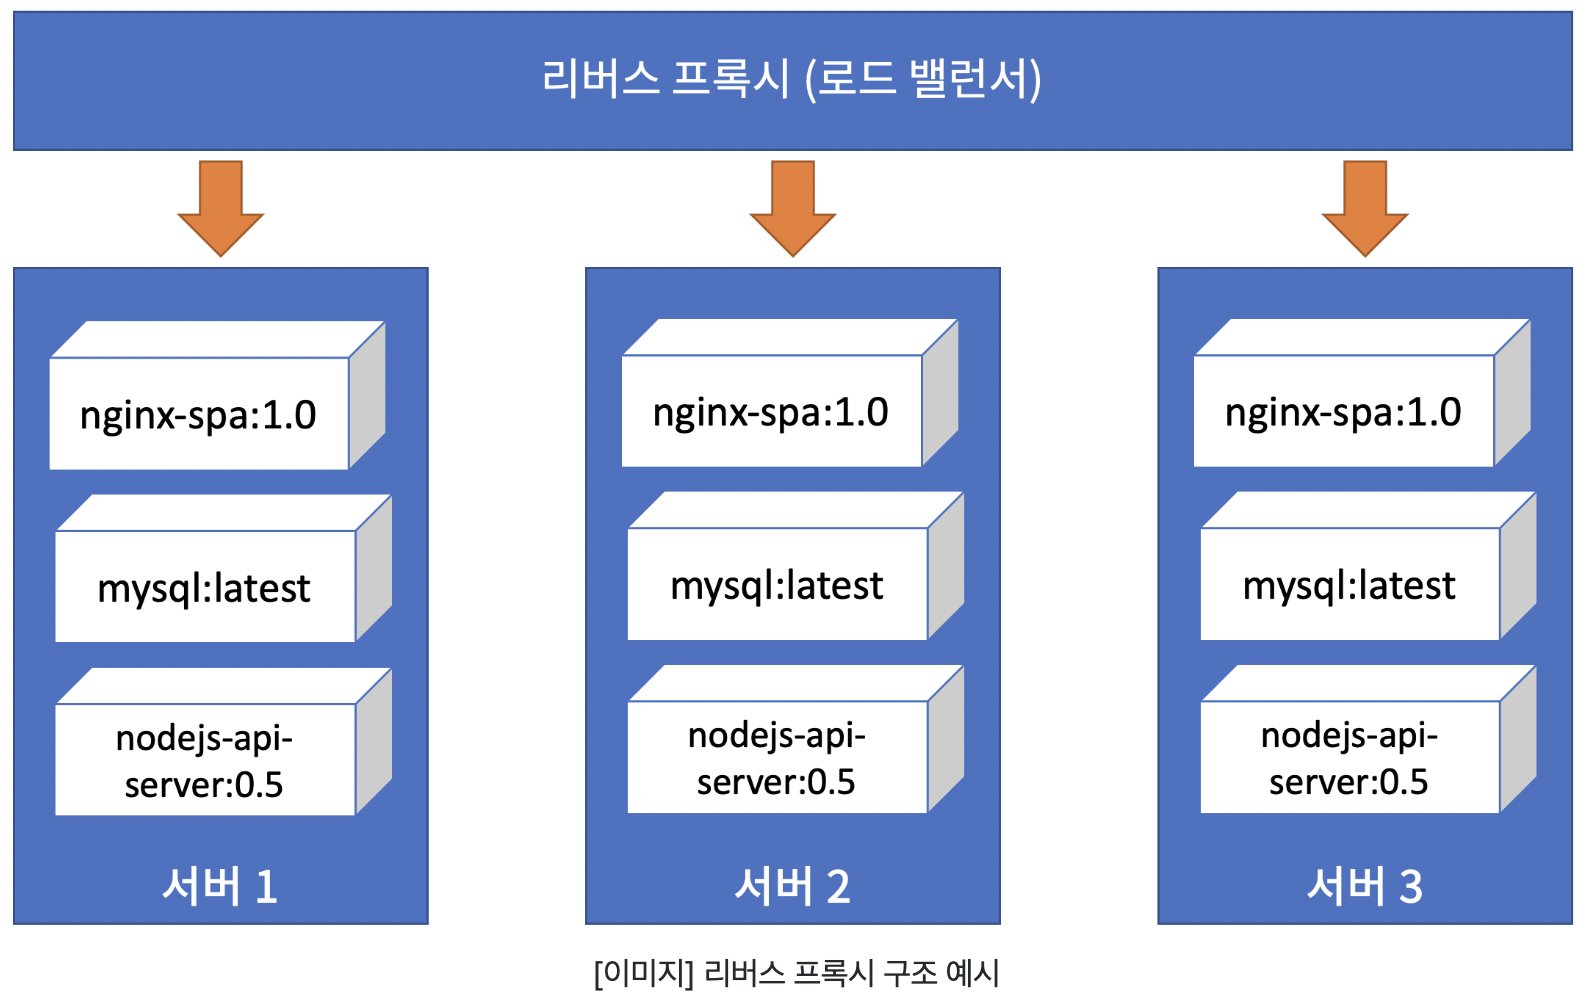 리버스 프록시 (로드 밸런서)
nginx-spa:1.0
mysql:latest
nodejs-api-
server:0.5
서버 1
nginx-spa:1.0
mysql:latest
nodejs-api-
server:0.5
서버 2
nginx-spa:1.0
mysql:latest
nodejs-api-
server:0.5
서버 3
[이미지] 리버스 프록시 구조 예시